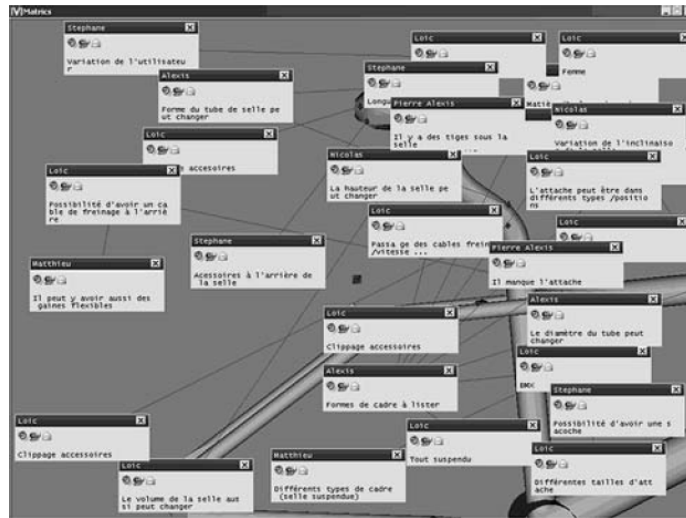 Matrics
Stephane
Variation de l'utilisateu
r
Loic
Loic
Femme
Alexis
Forme du tube de selle pe
ut changer
Stephane
Longu
Matiè
Pierre Alexis
Il y a des tiges sous la
selle
Nicolas
Variation de l'inclinaiso
Loic
accesoires
Loic
Possibilité d'avoir un ca
ble de freinage à l'arriè
re
Nicolas
La hauteur de la selle pe
ut changer
Loic
L'attache peut être dans
différents types /positio
ns
Loic
Passa ge des cables frein
/vitesse ...
Loic
Stephane
Acessoires à l'arrière de
la selle
Pierre Alexis
Il manque l'attache
Matthieu
Il peut y avoir aussi des
gaines flexibles
Alexis
Le diamètre du tube peut
changer
Loic
Clippage accessoires
Loic
BMX
Alexis
Formes de cadre à lister
Stephane
Possibilité d'avoir une s
acoche
Loic
Clippage accessoires
Loic
Tout suspendu
Loic
Différentes tailles d'att
ache
Matthieu
Différents types de cadre
(selle suspendue)
Loic
Le volume de la selle aus
si peut changer